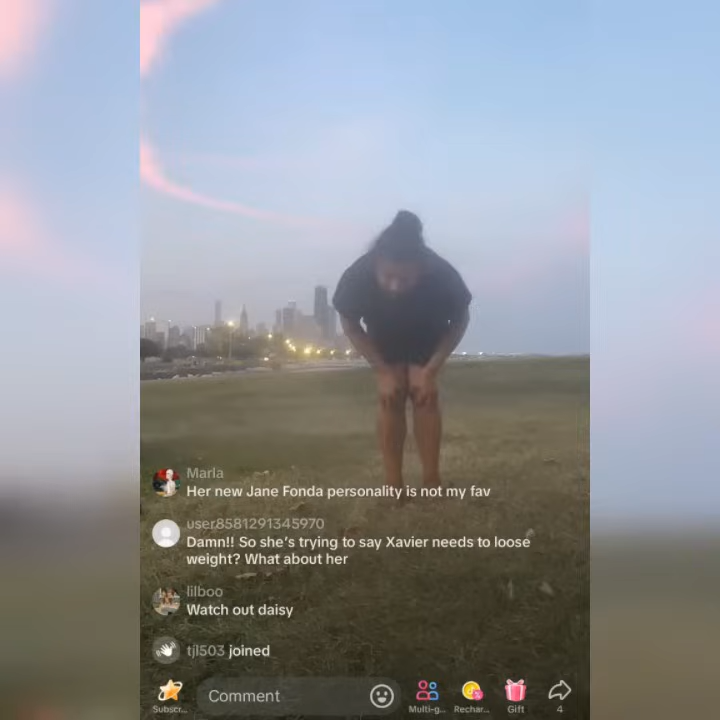 Marla
Her new Jane Fonda personality is not my fav
user8581291345970
Damn!! So she's trying to say Xavier needs to loose
weight? What about her
lilboo
Watch out daisy
tjl503 joined
Comment
Subscr... Multi-g... Rechar... Gift 4